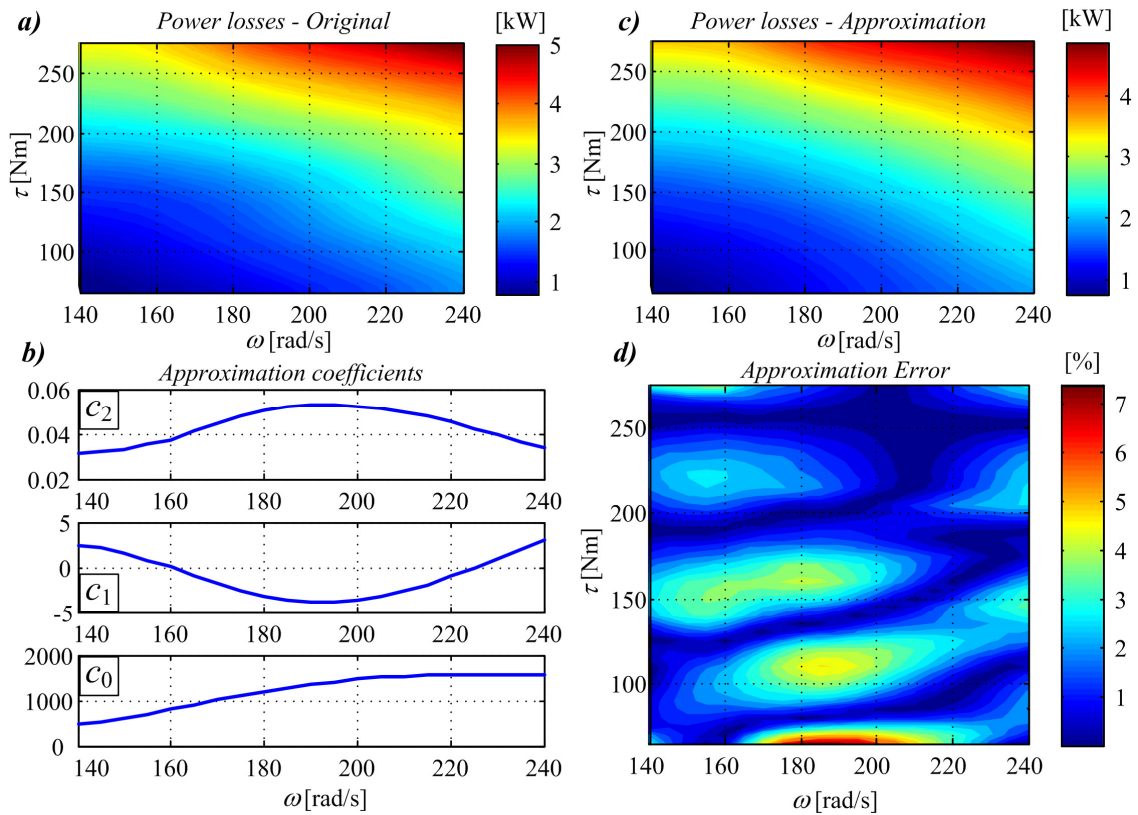 a) Power losses - Original [kW]
250
200
150
100
τ [Nm]
140 160 180 200 220 240
ω [rad/s]
5
4
3
2
1
c) Power losses - Approximation [kW]
250
200
150
100
τ [Nm]
140 160 180 200 220 240
ω [rad/s]
4
3
2
1
b) Approximation coefficients
0.06
0.04
0.02
c2
140 160 180 200 220 240
5
0
-5
c1
140 160 180 200 220 240
2000
1000
0
c0
140 160 180 200 220 240
ω [rad/s]
d) Approximation Error [%]
250
200
150
100
τ [Nm]
140 160 180 200 220 240
ω [rad/s]
7
6
5
4
3
2
1